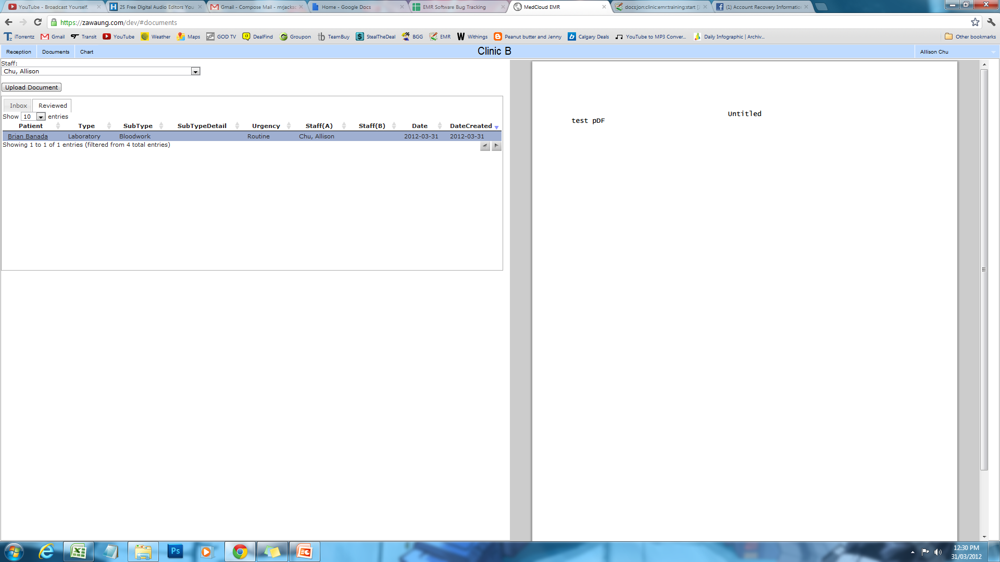 YouTube - Broadcast Yourself.
25 Free Digital Audio Editors You
Gmail - Compose Mail - mrjacksc
Home - Google Docs
EMR Software Bug Tracking
MedCloud EMR
docs:jon:clinic:emr:training:start [J
(1) Account Recovery Informatio
https://zawaung.com/dev/#documents
iTorrentz Gmail Transit YouTube Weather Maps GOD TV DealFind Groupon TeamBuy StealTheDeal BGG EMR Withings Peanut butter and Jenny Calgary Deals YouTube to MP3 Conver... Daily Infographic | Archiv... Other bookmarks
Reception Documents Chart Clinic B Allison Chu
Staff:
Chu, Allison
Upload Document
Inbox Reviewed
Show 10 entries
Patient Type SubType SubTypeDetail Urgency Staff(A) Staff(B) Date DateCreated
Brian Banada Laboratory Bloodwork Routine Chu, Allison 2012-03-31 2012-03-31
Showing 1 to 1 of 1 entries (filtered from 4 total entries)
Untitled
test pDF
Ps
12:30 PM
31/03/2012